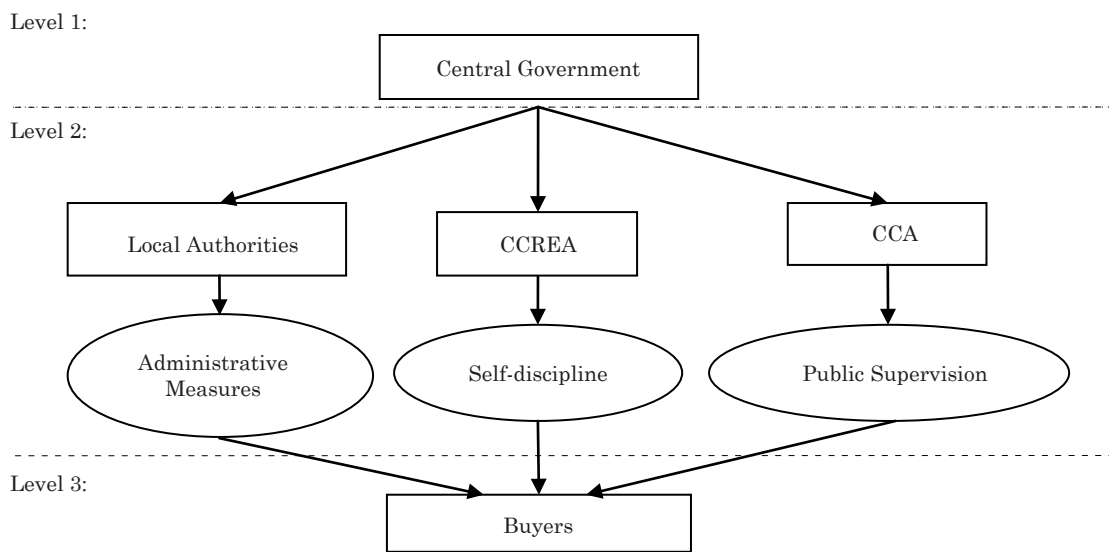 Level 1:
Central Government
Level 2:
Local Authorities
CCREA
CCA
Administrative
Measures
Self-discipline
Public Supervision
Level 3:
Buyers